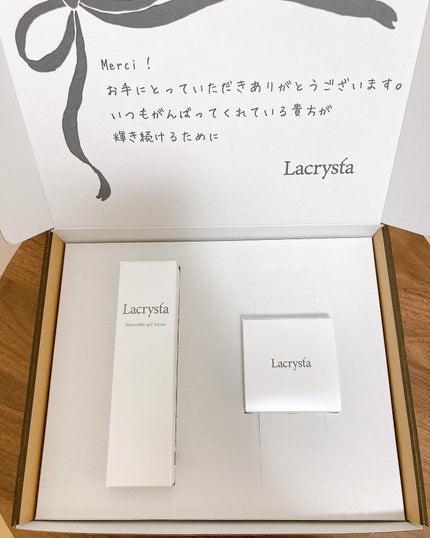 Merci !
お手にとっていただきありがとうございます。
いつもがんばってくれている貴方が
輝き続けるために
Lacrysta
Lacrysta
Delectable gel lotion
Lacrysta